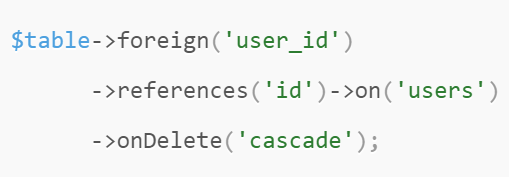 $table->foreign('user_id')
->references('id')->on('users')
->onDelete('cascade');